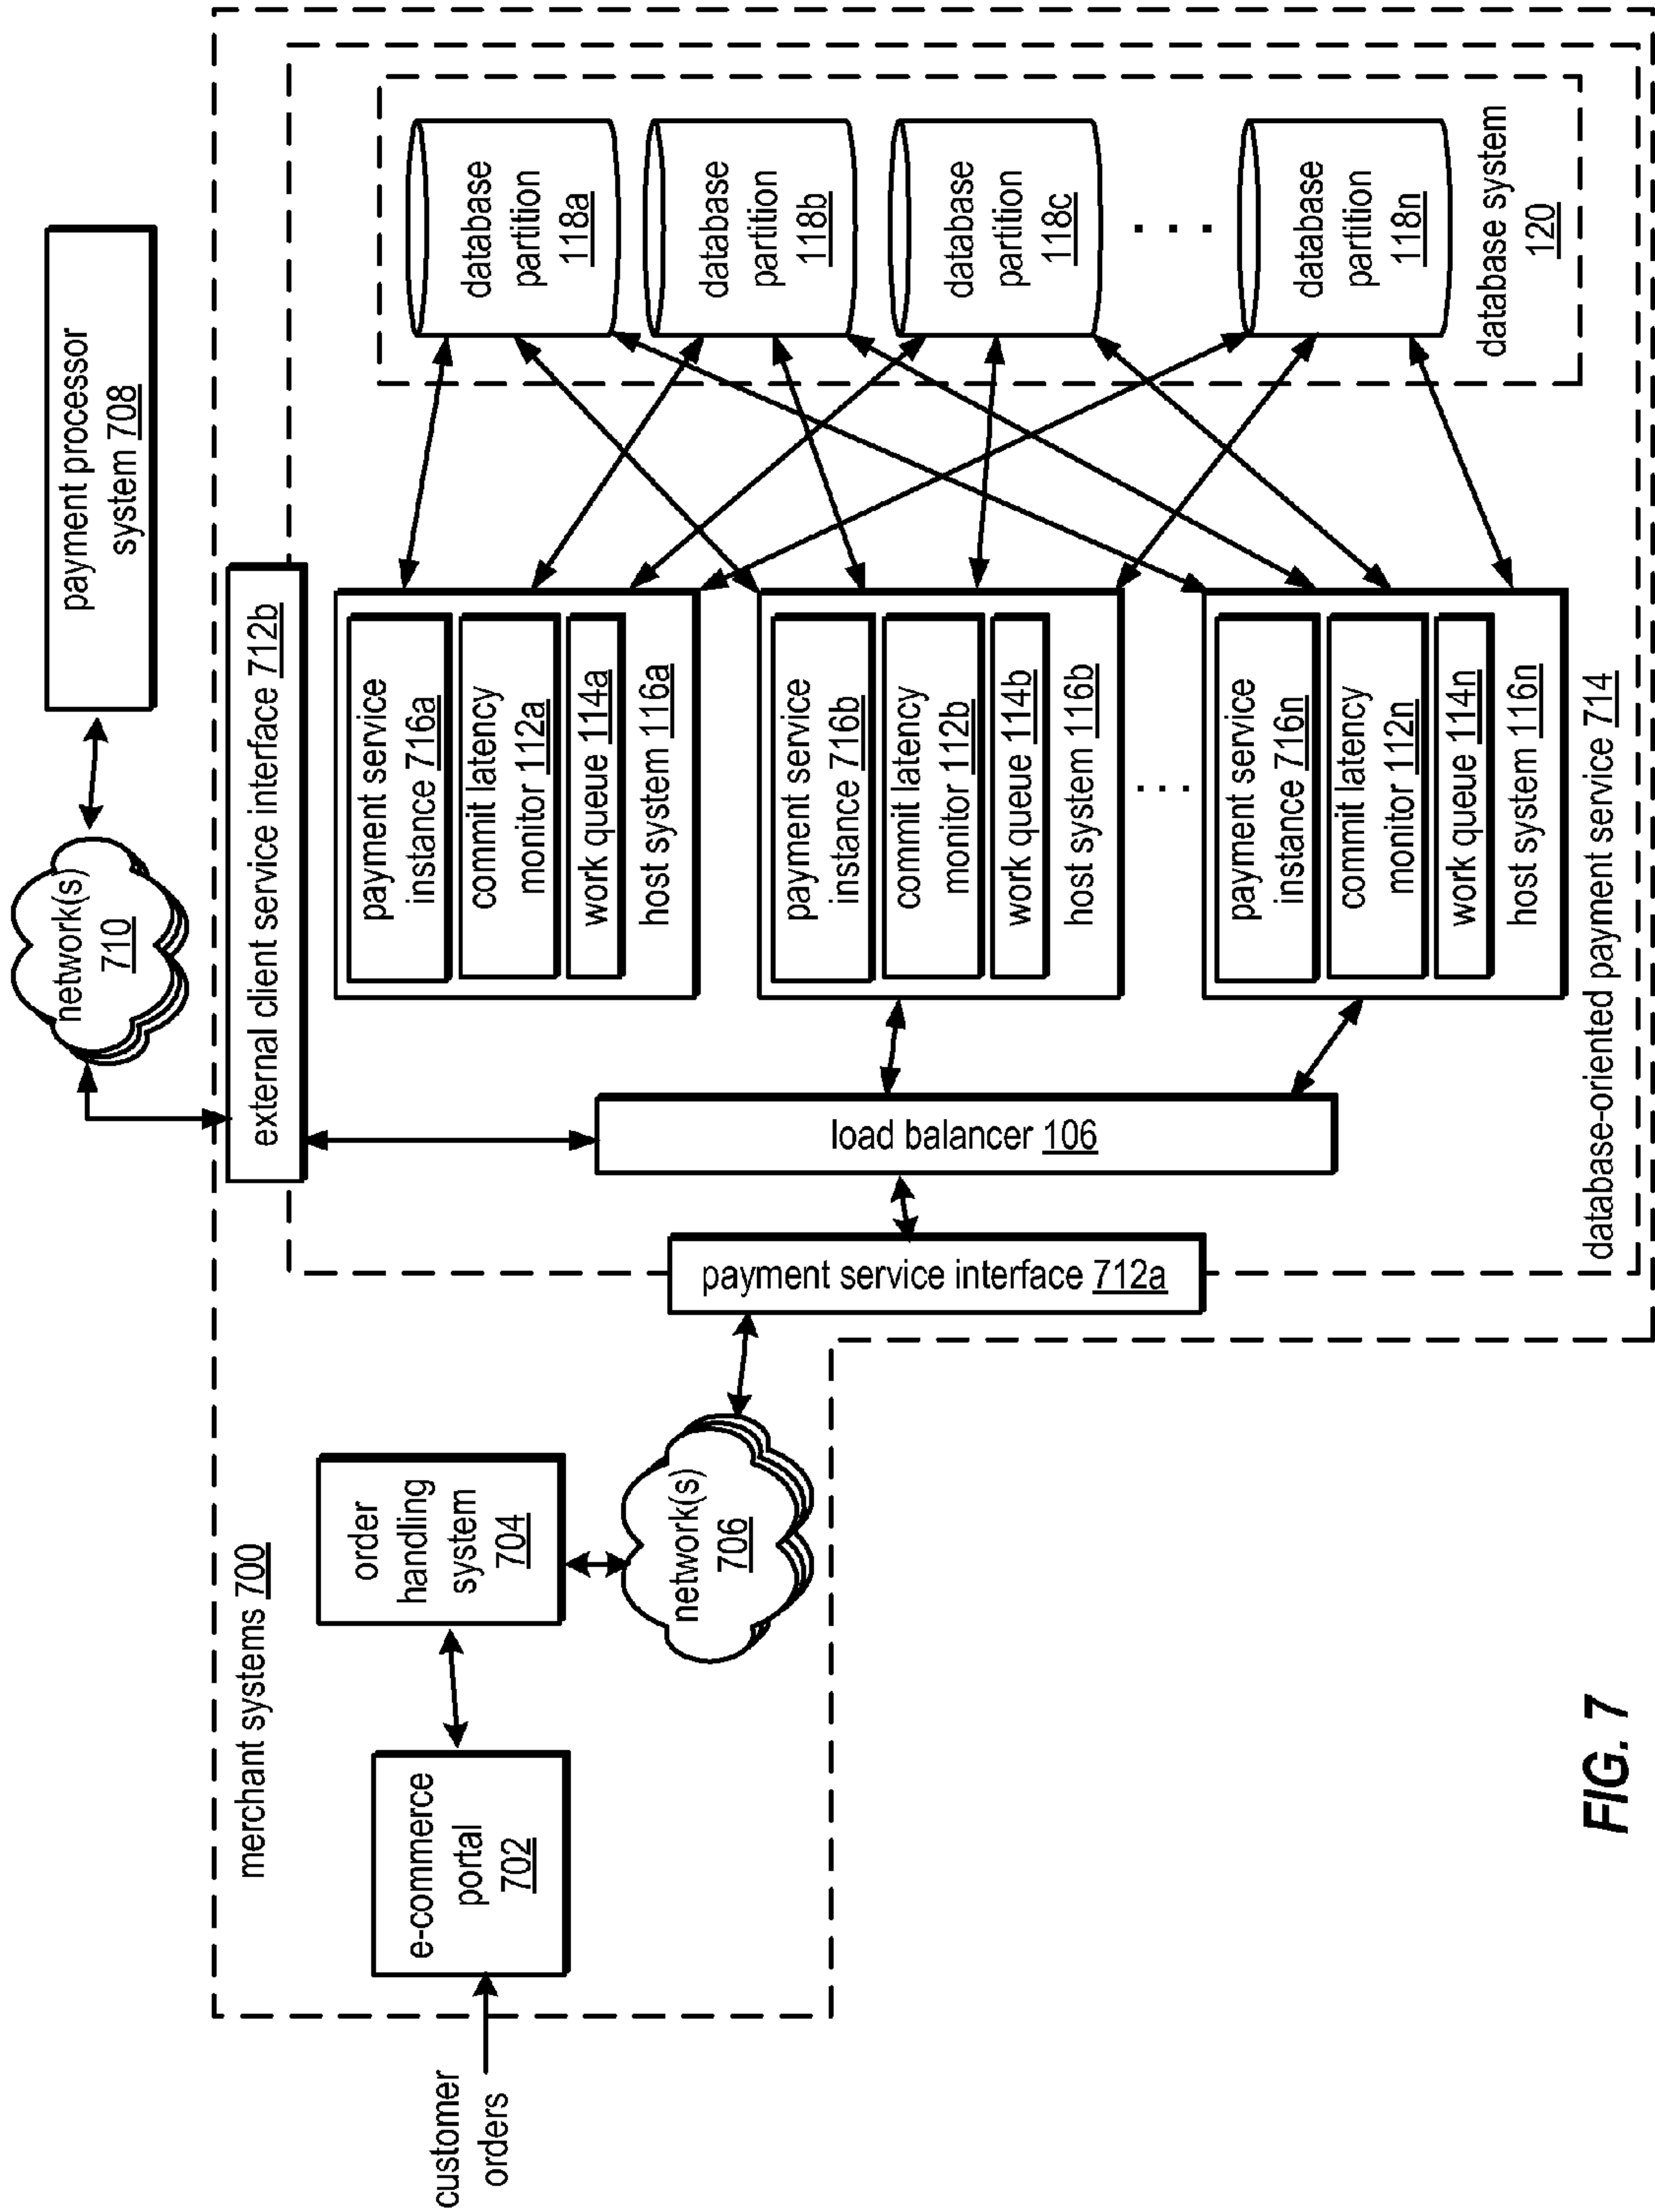 customer
orders
merchant systems 700
e-commerce
portal
702
order
handling
system
704
network(s)
706
network(s)
710
payment processor
system 708
external client service interface 712b
payment service interface 712a
load balancer 106
payment service
instance 716a
commit latency
monitor 112a
work queue 114a
host system 116a
payment service
instance 716b
commit latency
monitor 112b
work queue 114b
host system 116b
. . .
payment service
instance 716n
commit latency
monitor 112n
work queue 114n
host system 116n
database-oriented payment service 714
database
partition
118a
database
partition
118b
database
partition
118c
. . .
database
partition
118n
database system
120
FIG. 7